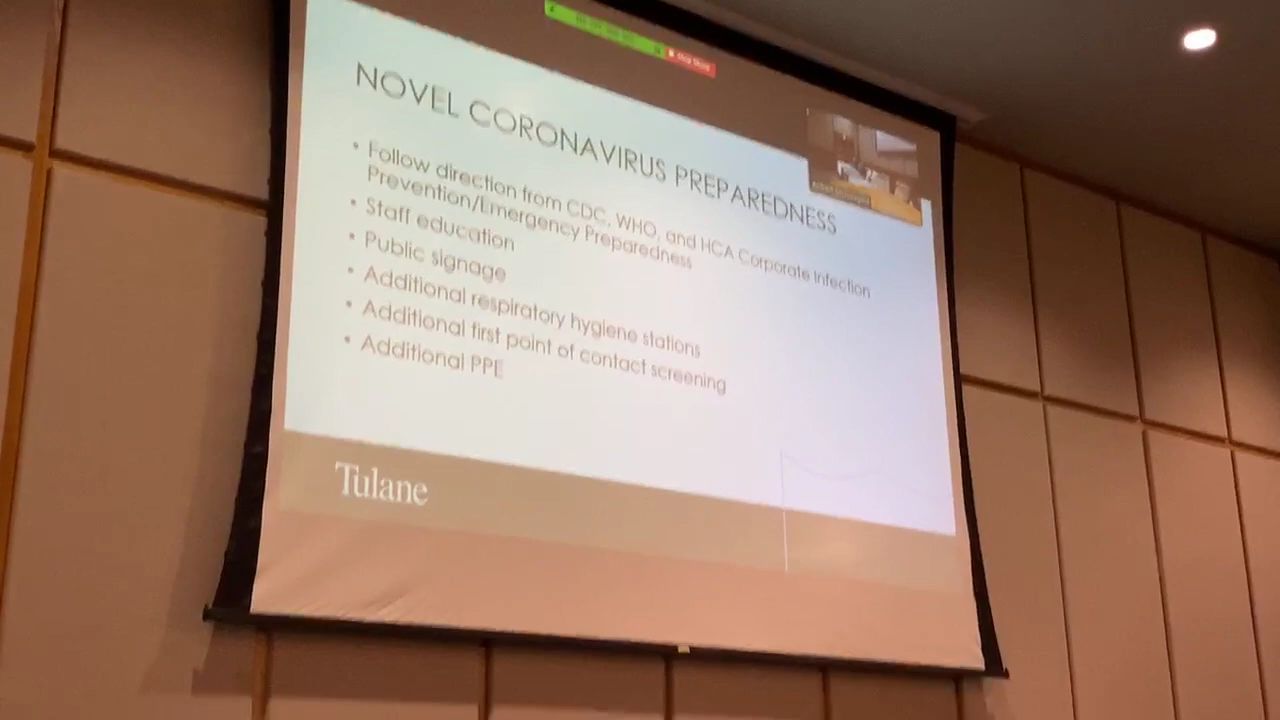 NOVEL CORONAVIRUS PREPAREDNESS
• Follow direction from CDC, WHO, and HCA Corporate Infection
Prevention/Emergency Preparedness
• Staff education
• Public signage
• Additional respiratory hygiene stations
• Additional first point of contact screening
• Additional PPE
Tulane